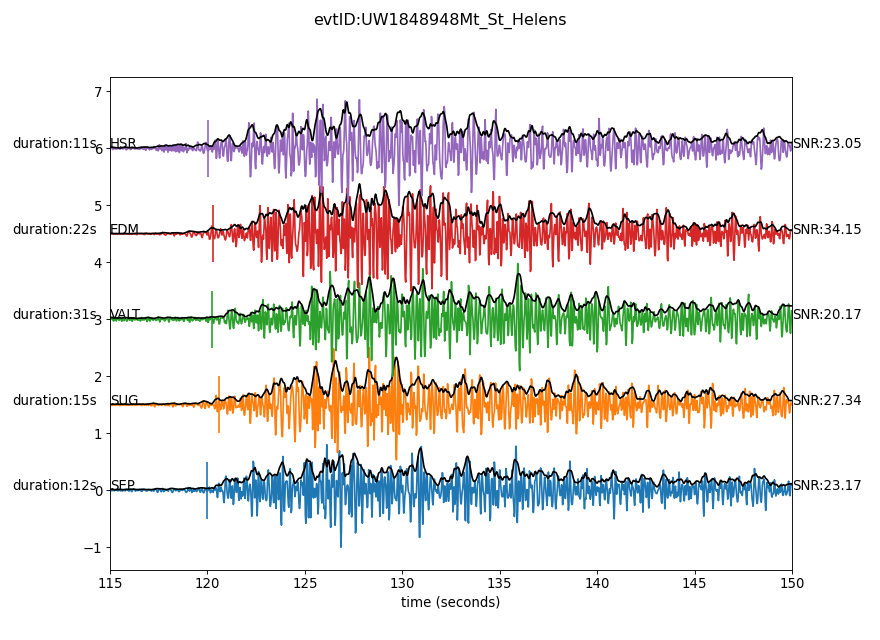 evtID:UW1848948Mt_St_Helens
7
duration:11s HSR SNR:23.05
6
5
duration:22s EDM SNR:34.15
4
duration:31s VALT SNR:20.17
3
2
duration:15s SUG SNR:27.34
1
duration:12s SEP SNR:23.17
0
−1
115 120 125 130 135 140 145 150
time (seconds)